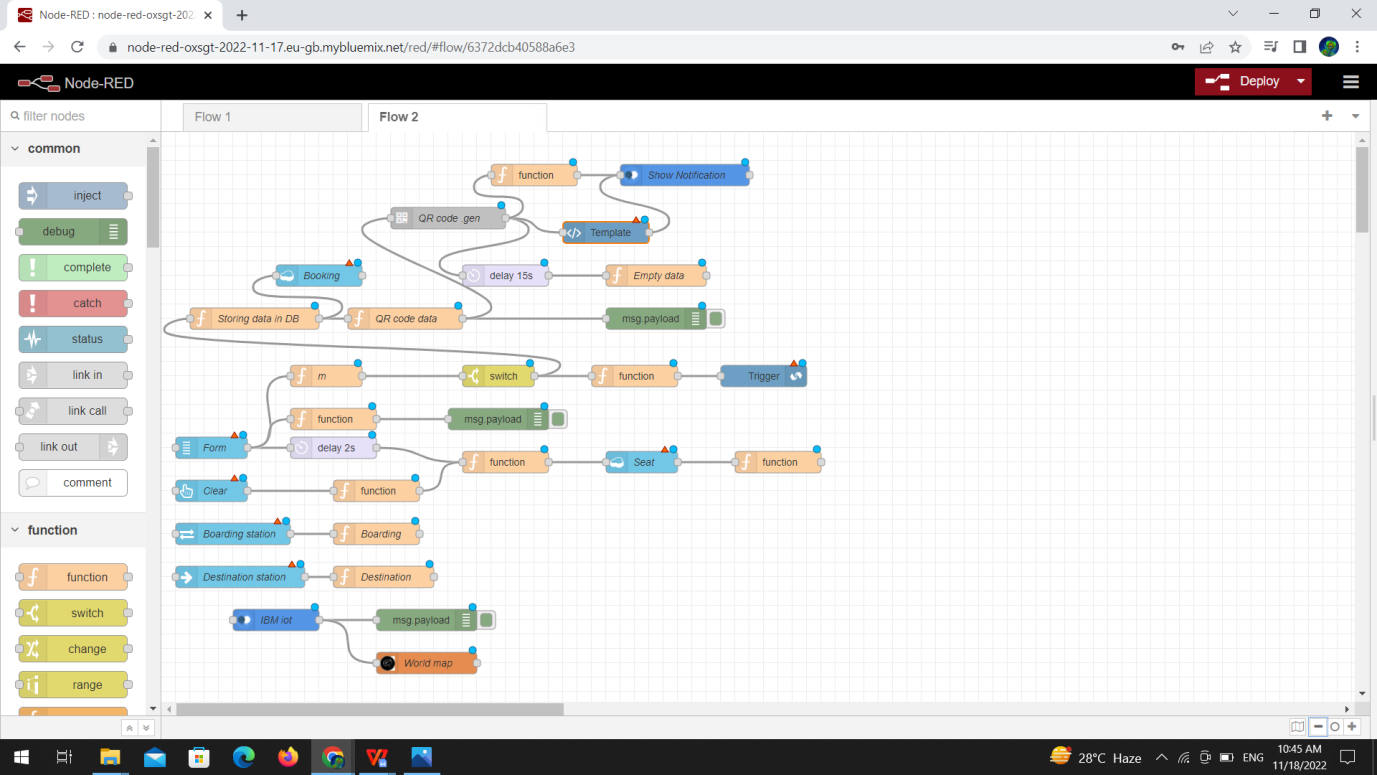 Node-RED : node-red-oxsgt-202
node-red-oxsgt-2022-11-17.eu-gb.mybluemix.net/red/#flow/6372dcb40588a6e3
Node-RED
Deploy
filter nodes
Flow 1
Flow 2
common
inject
debug
complete
catch
status
link in
link call
link out
comment
function
function
switch
change
range
function
Show Notification
QR code .gen
Template
Booking
delay 15s
Empty data
Storing data in DB
QR code data
msg.payload
m
switch
function
Trigger
function
msg.payload
Form
delay 2s
function
Seat
function
Clear
function
Boarding station
Boarding
Destination station
Destination
IBM iot
msg.payload
World map
28°C Haze
ENG
10:45 AM
11/18/2022